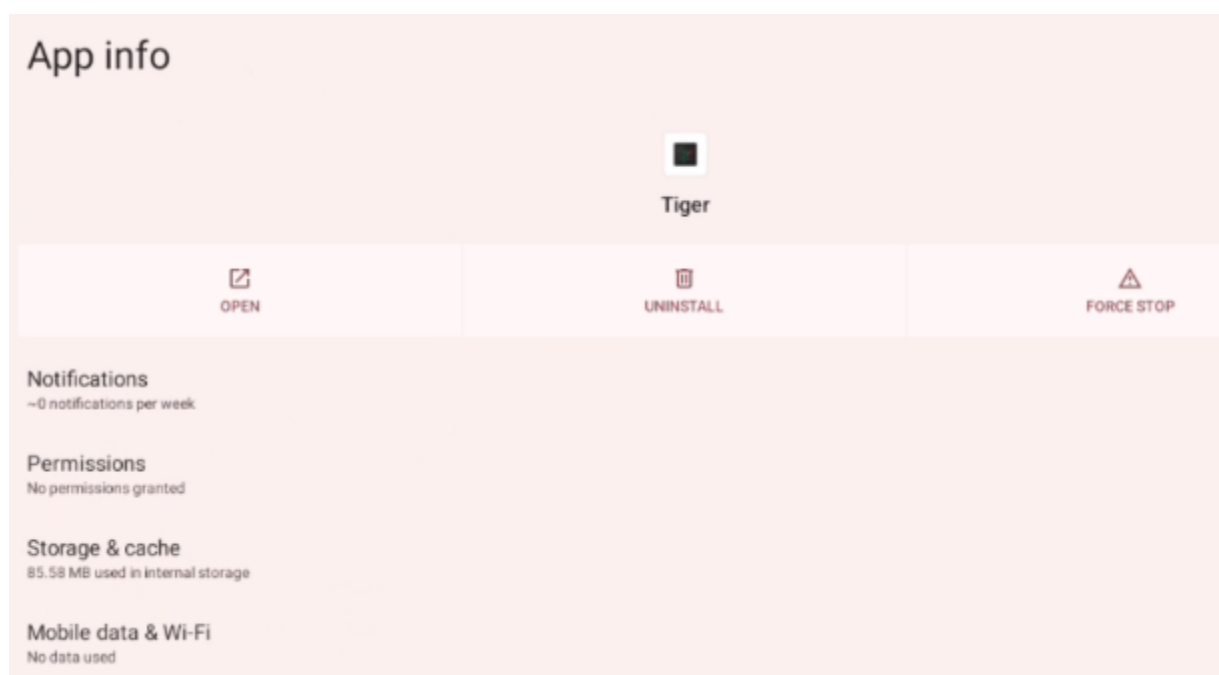 App info
Tiger
OPEN
UNINSTALL
FORCE STOP
Notifications
~0 notifications per week
Permissions
No permissions granted
Storage & cache
85.58 MB used in internal storage
Mobile data & Wi-Fi
No data used